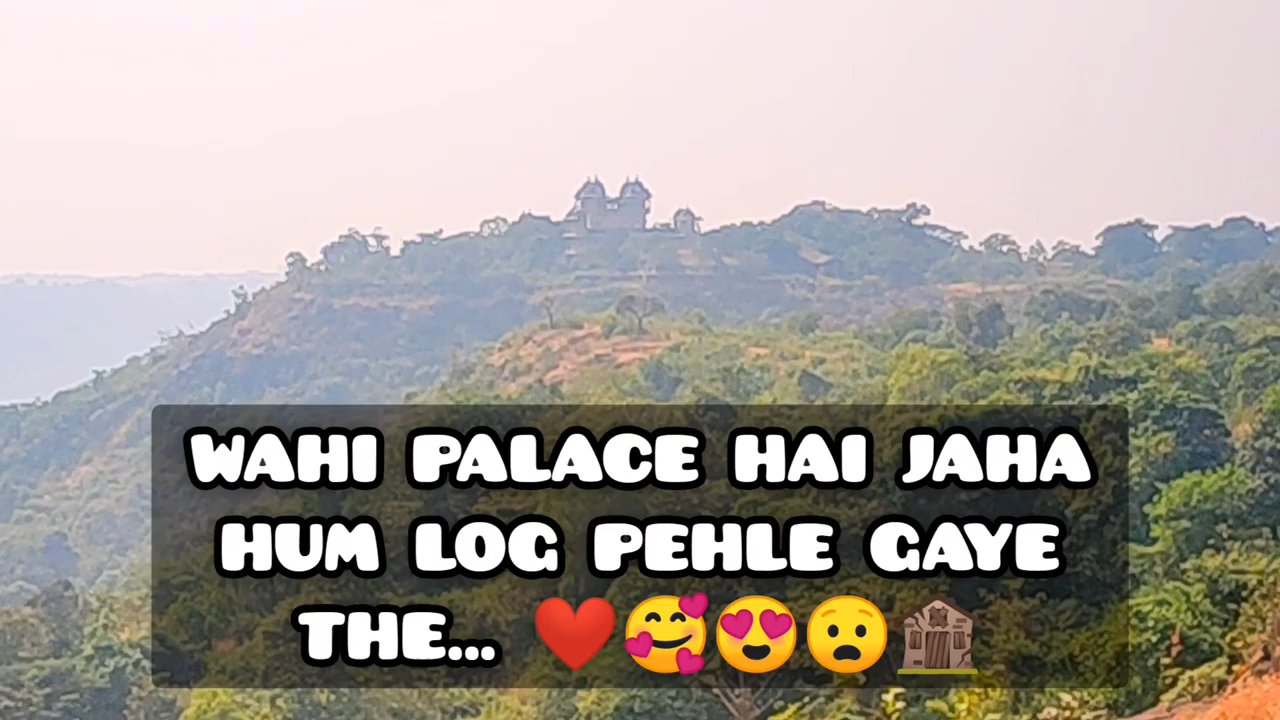 WAHI PALACE HAI JAHA
HUM LOG PEHLE GAYE
THE... ❤️🥰😍😧🏚️